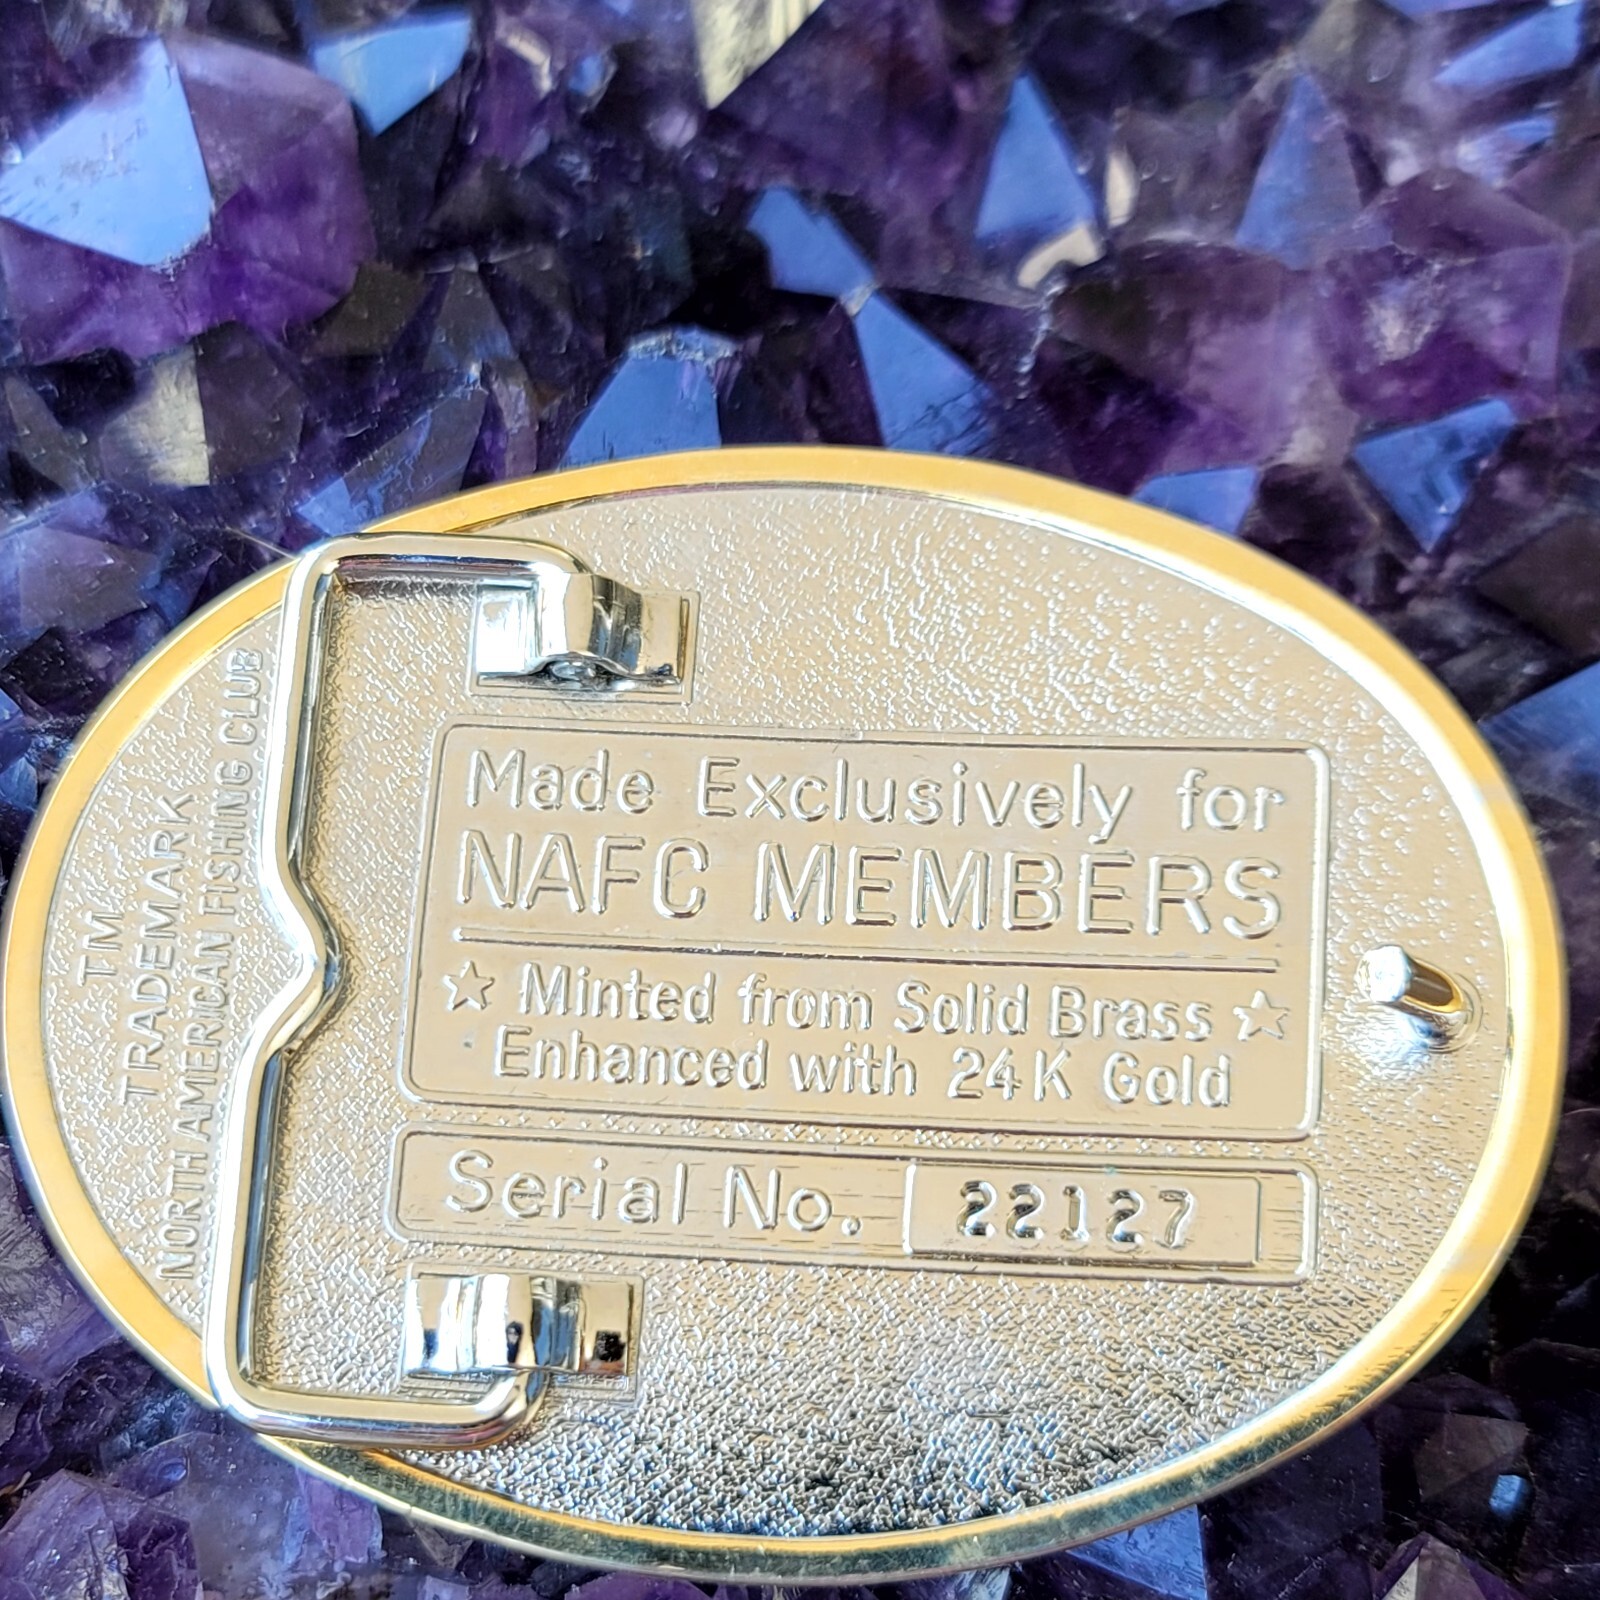 Made Exclusively for
NAFC MEMBERS
☆ Minted from Solid Brass ☆
Enhanced with 24K Gold
Serial No. 22127
TM
TRADEMARK
NORTH AMERICAN FISHING CLUB